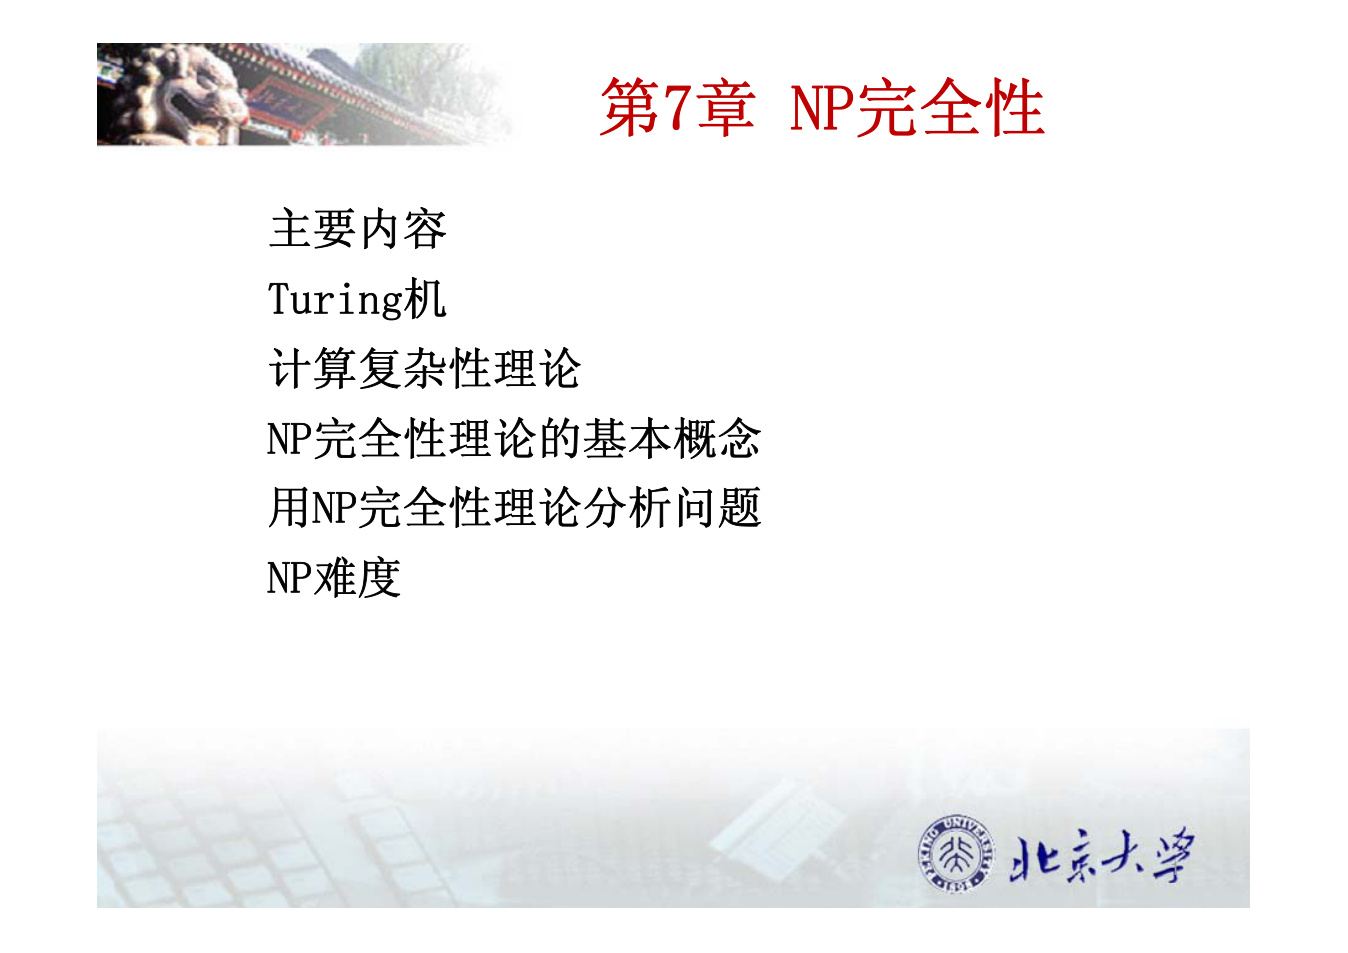 第7章 NP完全性
主要内容
Turing机
计算复杂性理论
NP完全性理论的基本概念
用NP完全性理论分析问题
NP难度
PEKING UNIVERSITY
1898
北京大学